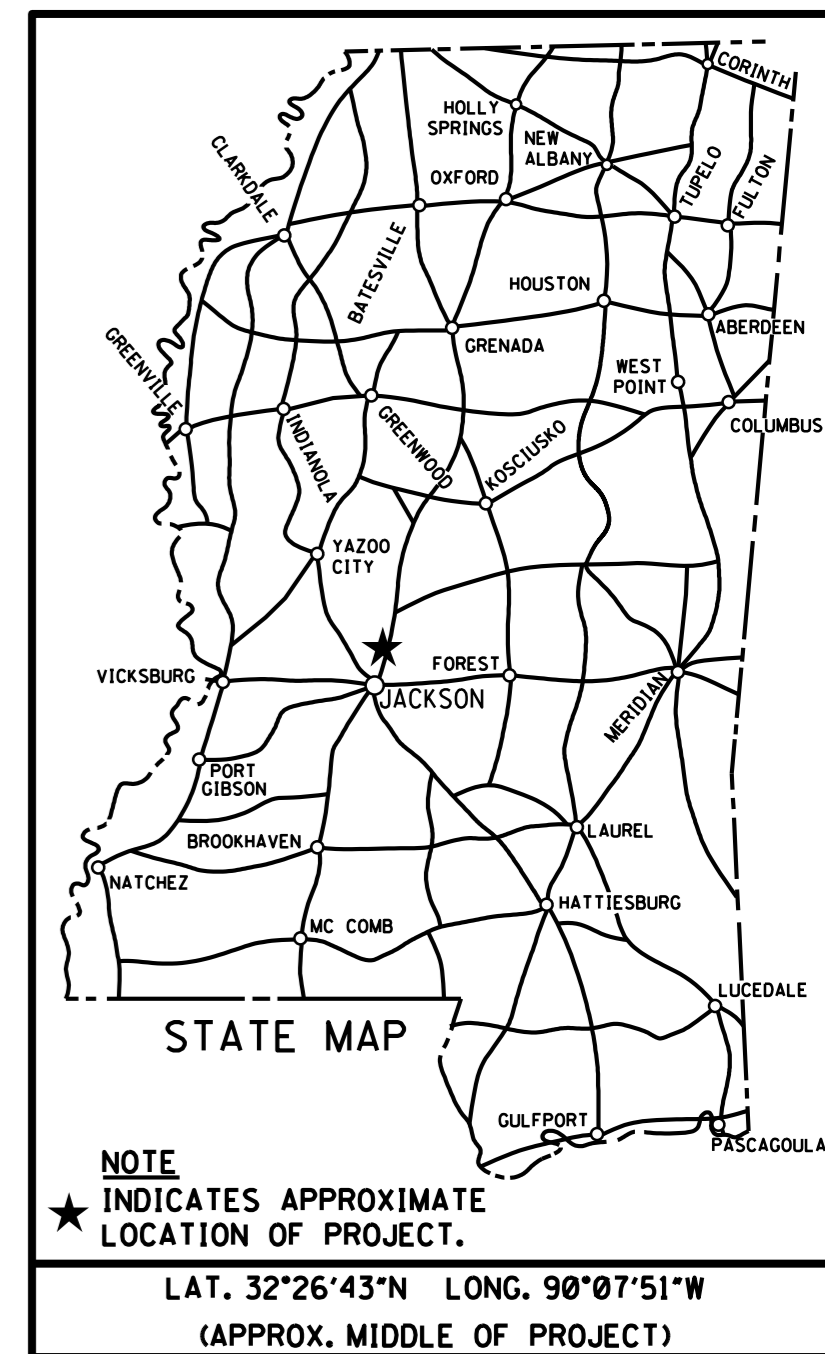 CORINTH
HOLLY
SPRINGS
NEW
ALBANY
CLARKDALE
OXFORD
TUPELO
FULTON
BATESVILLE
HOUSTON
ABERDEEN
GREENVILLE
GRENADA
WEST
POINT
COLUMBUS
INDIANOLA
GREENWOOD
KOSCIUSKO
YAZOO
CITY
VICKSBURG
FOREST
JACKSON
MERIDIAN
PORT
GIBSON
BROOKHAVEN
LAUREL
NATCHEZ
HATTIESBURG
MC COMB
LUCEDALE
STATE MAP
GULFPORT
PASCAGOULA
NOTE
INDICATES APPROXIMATE
LOCATION OF PROJECT.
LAT. 32°26'43"N LONG. 90°07'51"W
(APPROX. MIDDLE OF PROJECT)